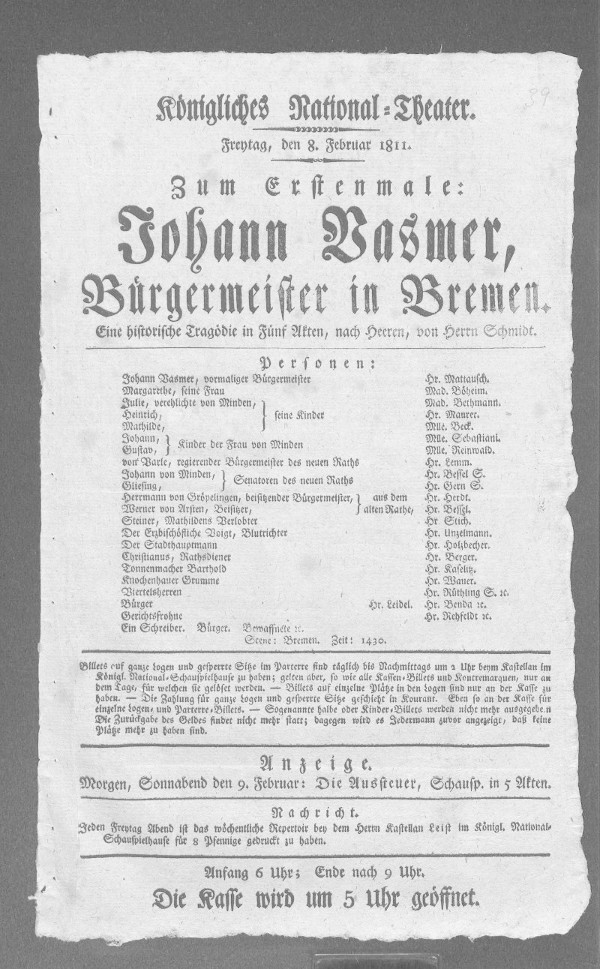 39
Königliches National-Theater.
Freytag, den 8. Februar 1811.
Zum Erstenmale:
Johann Vasmer,
Bürgermeister in Bremen.
Eine historische Tragödie in Fünf Akten, nach Heeren, von Herrn Schmidt.
Personen:
Johann Vasmer, vormaliger Bürgermeister Hr. Mattausch.
Margarethe, seine Frau Mad. Böheim.
Julie, verehlichte von Minden, Mad. Bethmann.
Heinrich, } seine Kinder Hr. Maurer.
Mathilde, Mlle. Beck.
Johann, } Kinder der Frau von Minden Mlle. Sebastiani.
Gustav, Mlle. Reinwald.
von Varle, regierender Bürgermeister des neuen Raths Hr. Lemm.
Johann von Minden, } Senatoren des neuen Raths Hr. Bessel S.
Gliesing, Hr. Gern S.
Herrmann von Gröpelingen, beisitzender Bürgermeister, } aus dem Hr. Herdt.
Werner von Arsten, Beisitzer, alten Rathe, Hr. Bessel.
Steiner, Mathildens Verlobter Hr. Stich.
Der Erzbischöfliche Voigt, Blutrichter Hr. Unzelmann.
Der Stadthauptmann Hr. Holzbecher.
Christianus, Rathsdiener Hr. Berger.
Tonnenmacher Barthold Hr. Kaselitz.
Knochenhauer Grumme Hr. Wauer.
Viertelsherren Hr. Rüthling S. ꝛc.
Bürger Hr. Leidel. Hr. Benda ꝛc.
Gerichtsfrohne Hr. Rehfeldt ꝛc.
Ein Schreiber. Bürger. Bewaffnete ꝛc.
Scene: Bremen. Zeit: 1430.
Billets auf ganze Logen und gesperrte Sitze im Parterre sind täglich bis Nachmittags um 2 Uhr beym Kastellan im
Königl. National-Schauspielhause zu haben; gelten aber, so wie alle Kassen-Billets und Kontremarquen, nur an
dem Tage, für welchen sie gelöset werden. — Billets auf einzelne Plätze in den Logen sind nur an der Kasse zu
haben. — Die Zahlung für ganze Logen und gesperrte Sitze geschieht in Kourant. Eben so an der Kasse für
einzelne Logen- und Parterre-Billets. — Sogenannte halbe oder Kinder-Billets werden nicht mehr ausgegeben
Die Zurückgabe des Geldes findet nicht mehr statt; dagegen wird es Jedermann zuvor angezeigt, daß keine
Plätze mehr zu haben sind.
Anzeige.
Morgen, Sonnabend den 9. Februar: Die Aussteuer, Schausp. in 5 Akten.
Nachricht.
Jeden Freytag Abend ist das wöchentliche Repertoir bey dem Herrn Kastellan Leist im Königl. National-
Schauspielhause für 8 Pfennige gedruckt zu haben.
Anfang 6 Uhr; Ende nach 9 Uhr.
Die Kasse wird um 5 Uhr geöffnet.